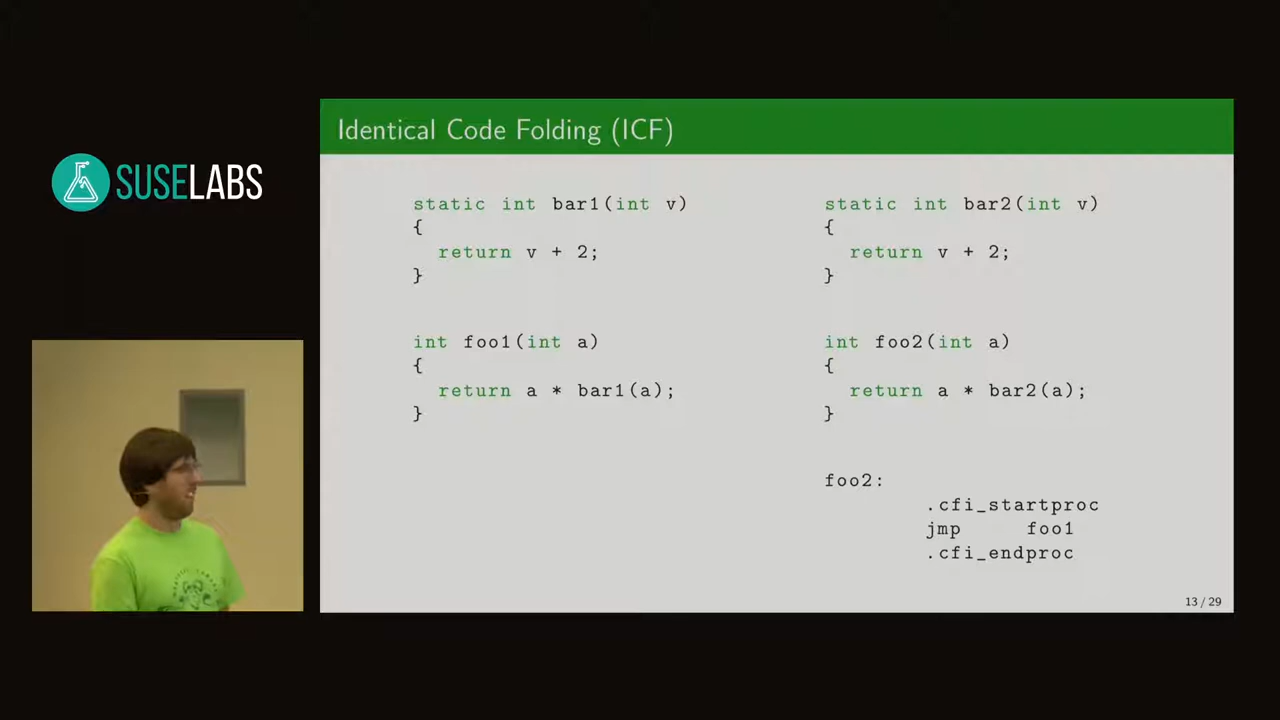 SUSELABS
Identical Code Folding (ICF)
static int bar1(int v)
{
  return v + 2;
}
int foo1(int a)
{
  return a * bar1(a);
}
static int bar2(int v)
{
  return v + 2;
}
int foo2(int a)
{
  return a * bar2(a);
}
foo2:
        .cfi_startproc
        jmp     foo1
        .cfi_endproc
13 / 29